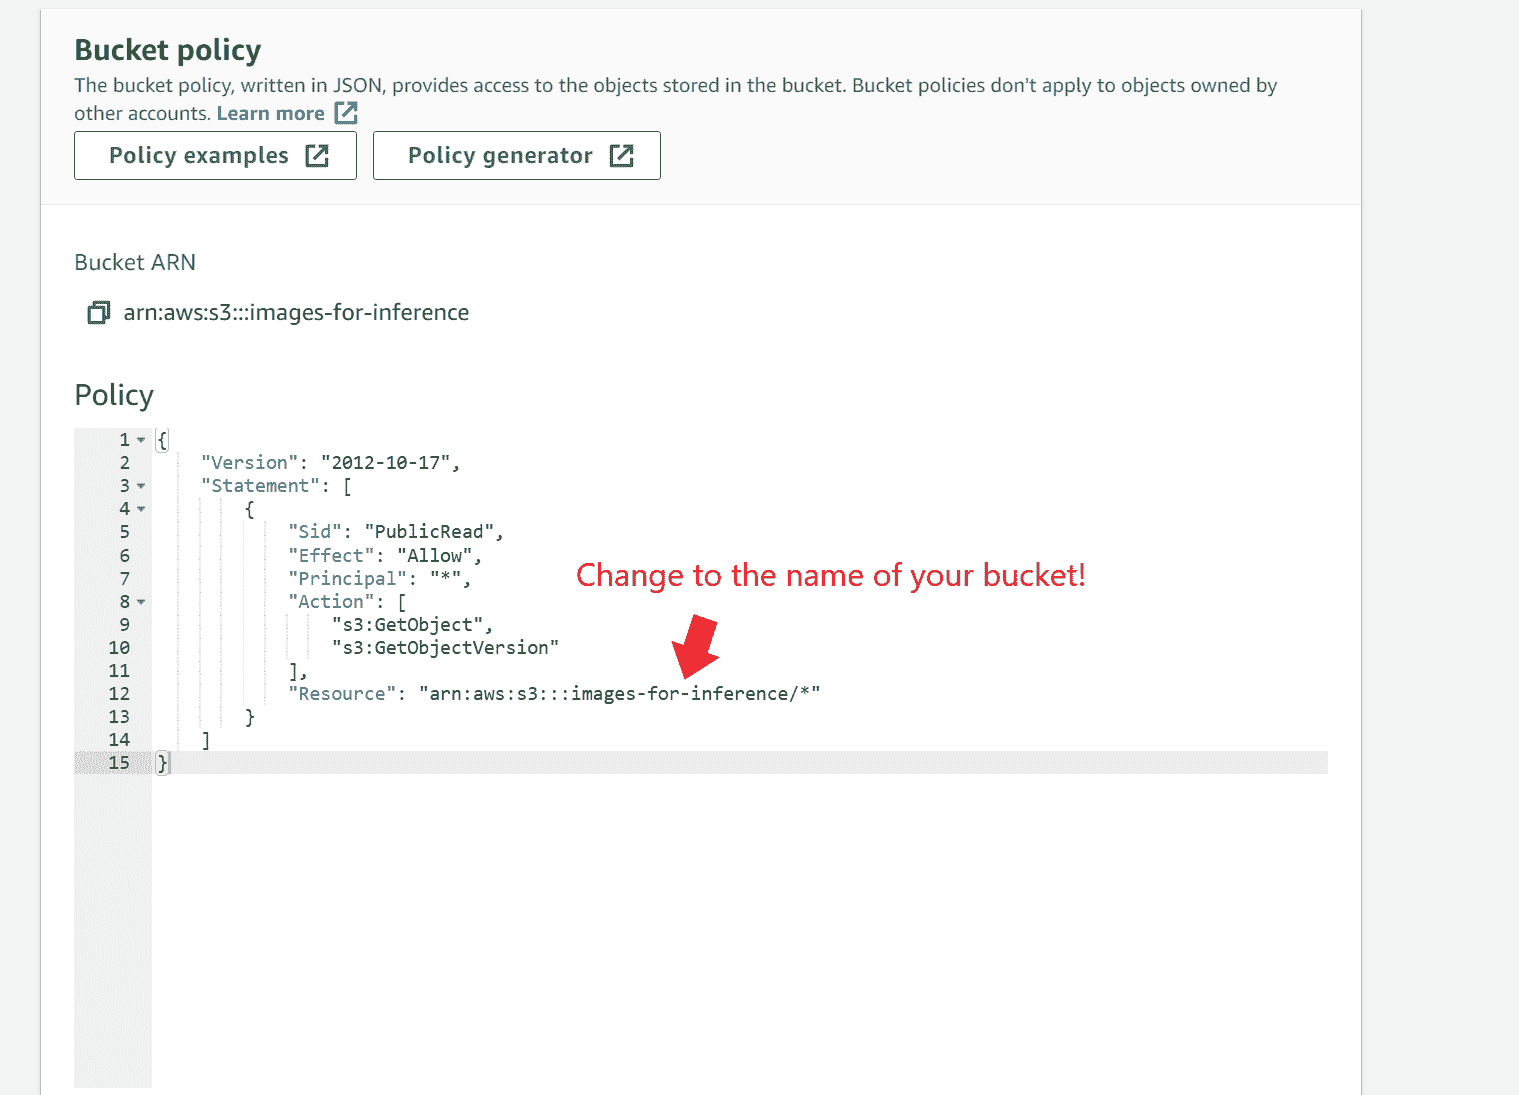 Bucket policy
The bucket policy, written in JSON, provides access to the objects stored in the bucket. Bucket policies don't apply to objects owned by
other accounts. Learn more
Policy examples
Policy generator
Bucket ARN
arn:aws:s3:::images-for-inference
Policy
1 {
2 "Version": "2012-10-17",
3 "Statement": [
4 {
5 "Sid": "PublicRead",
6 "Effect": "Allow",
7 "Principal": "*",
Change to the name of your bucket!
8 "Action": [
9 "s3:GetObject",
10 "s3:GetObjectVersion"
11 ],
12 "Resource": "arn:aws:s3:::images-for-inference/*"
13 }
14 ]
15 }